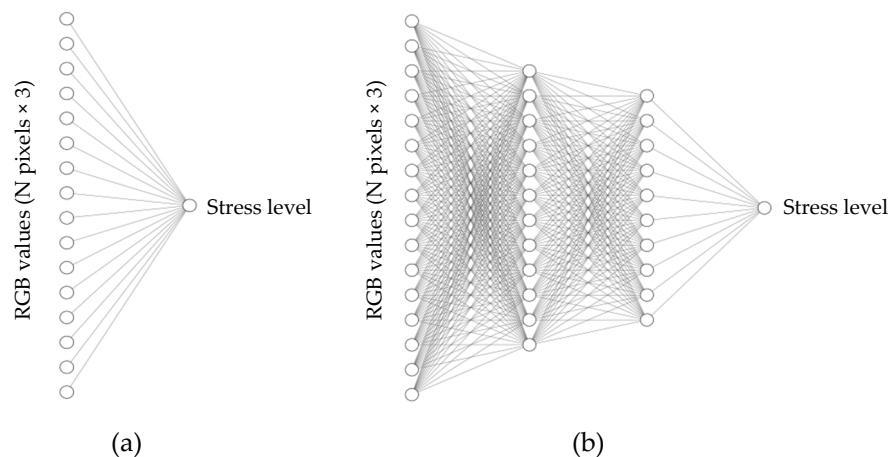 RGB values (N pixels × 3)
Stress level
(a)
RGB values (N pixels × 3)
Stress level
(b)